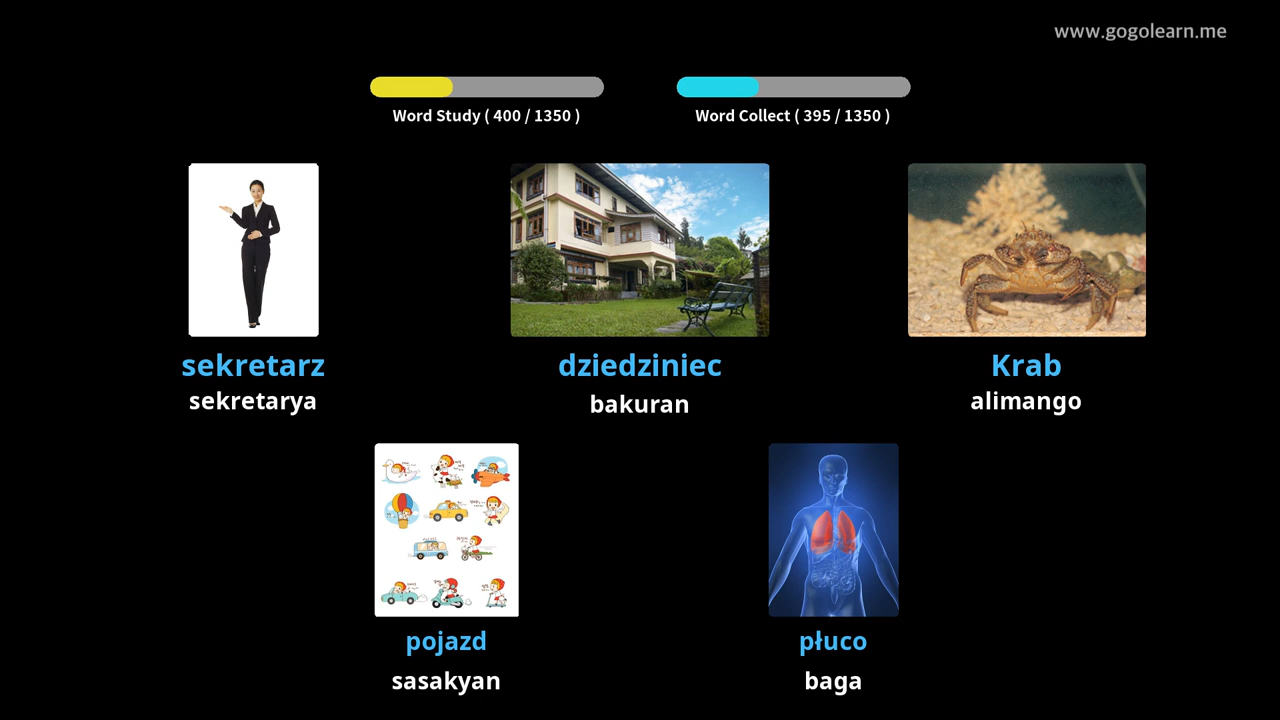 www.gogolearn.me
Word Study ( 400 / 1350 )
Word Collect ( 395 / 1350 )
sekretarz
sekretarya
dziedziniec
bakuran
Krab
alimango
pojazd
sasakyan
płuco
baga